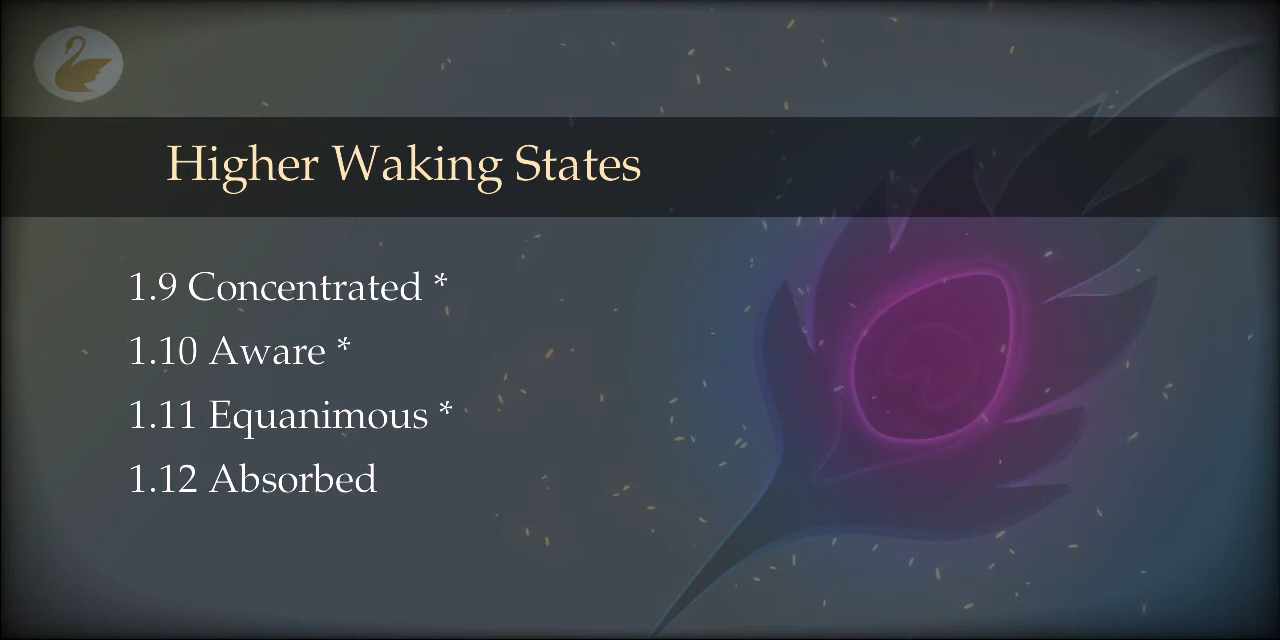 Higher Waking States
1.9 Concentrated *
1.10 Aware *
1.11 Equanimous *
1.12 Absorbed